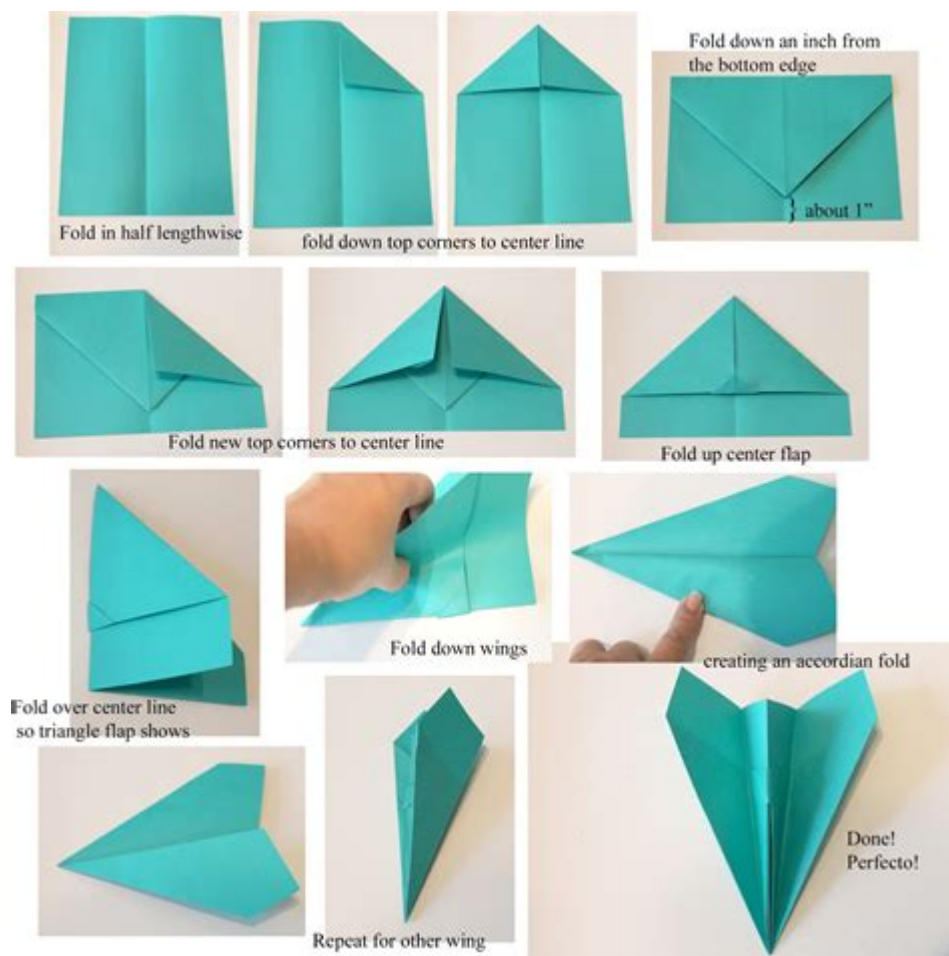 Fold in half lengthwise
fold down top corners to center line
Fold down an inch from
the bottom edge
about 1”
Fold new top corners to center line
Fold up center flap
Fold over center line
so triangle flap shows
Fold down wings
creating an accordian fold
Repeat for other wing
Done!
Perfecto!